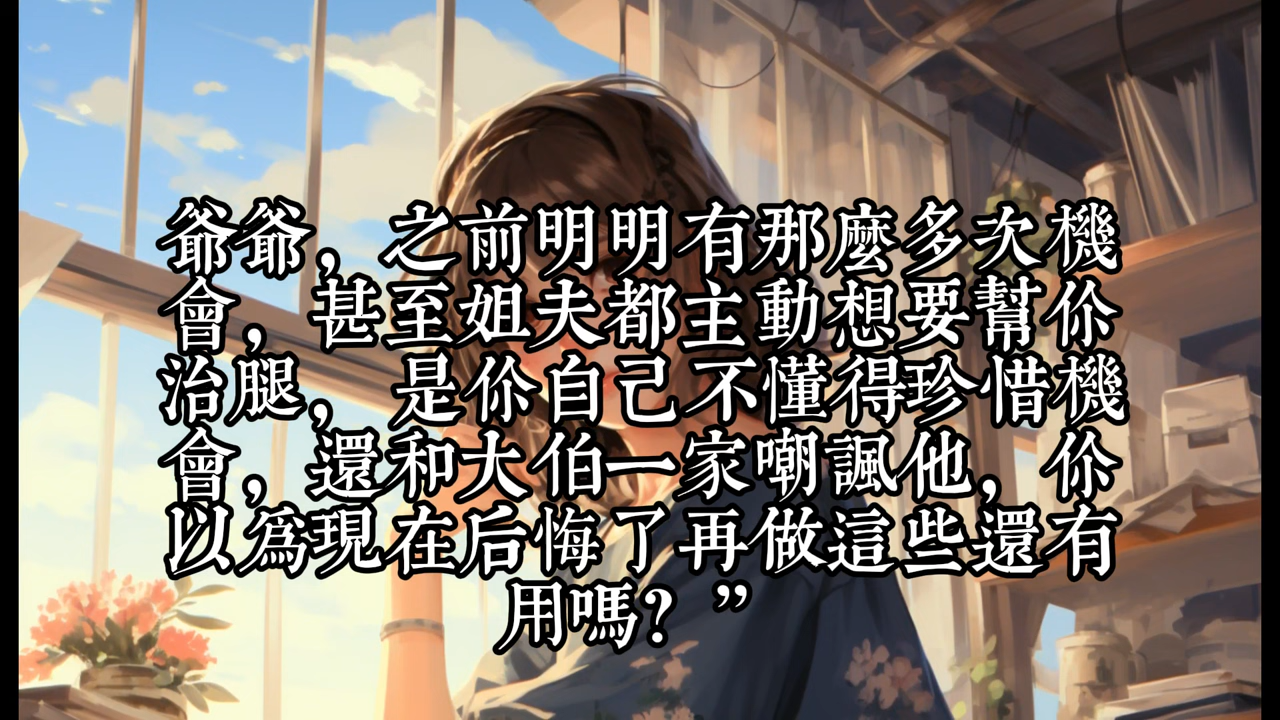 爺爺，之前明明有那麼多次機
會，甚至姐夫都主動想要幫你
治腿，是你自己不懂得珍惜機
會，還和大伯一家嘲諷他，你
以爲現在后悔了再做這些還有
用嗎？”